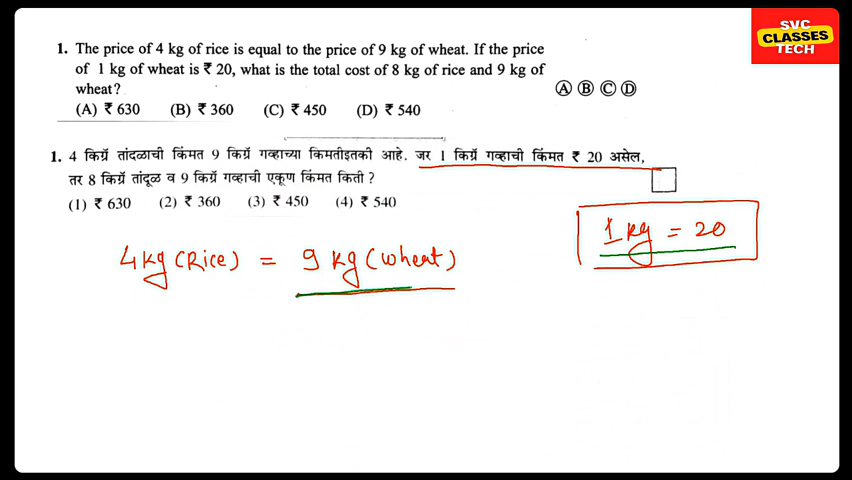 SVC
CLASSES
TECH
1. The price of 4 kg of rice is equal to the price of 9 kg of wheat. If the price
of 1 kg of wheat is ₹ 20, what is the total cost of 8 kg of rice and 9 kg of
wheat?
Ⓐ Ⓑ Ⓒ Ⓓ
(A) ₹ 630 (B) ₹ 360 (C) ₹ 450 (D) ₹ 540
1. 4 किग्रॅ तांदळाची किंमत 9 किग्रॅ गव्हाच्या किमतीइतकी आहे. जर 1 किग्रॅ गव्हाची किंमत ₹ 20 असेल,
तर 8 किग्रॅ तांदूळ व 9 किग्रॅ गव्हाची एकूण किंमत किती ?
(1) ₹ 630 (2) ₹ 360 (3) ₹ 450 (4) ₹ 540
1 kg = 20
4kg (Rice) = 9 kg (wheat)